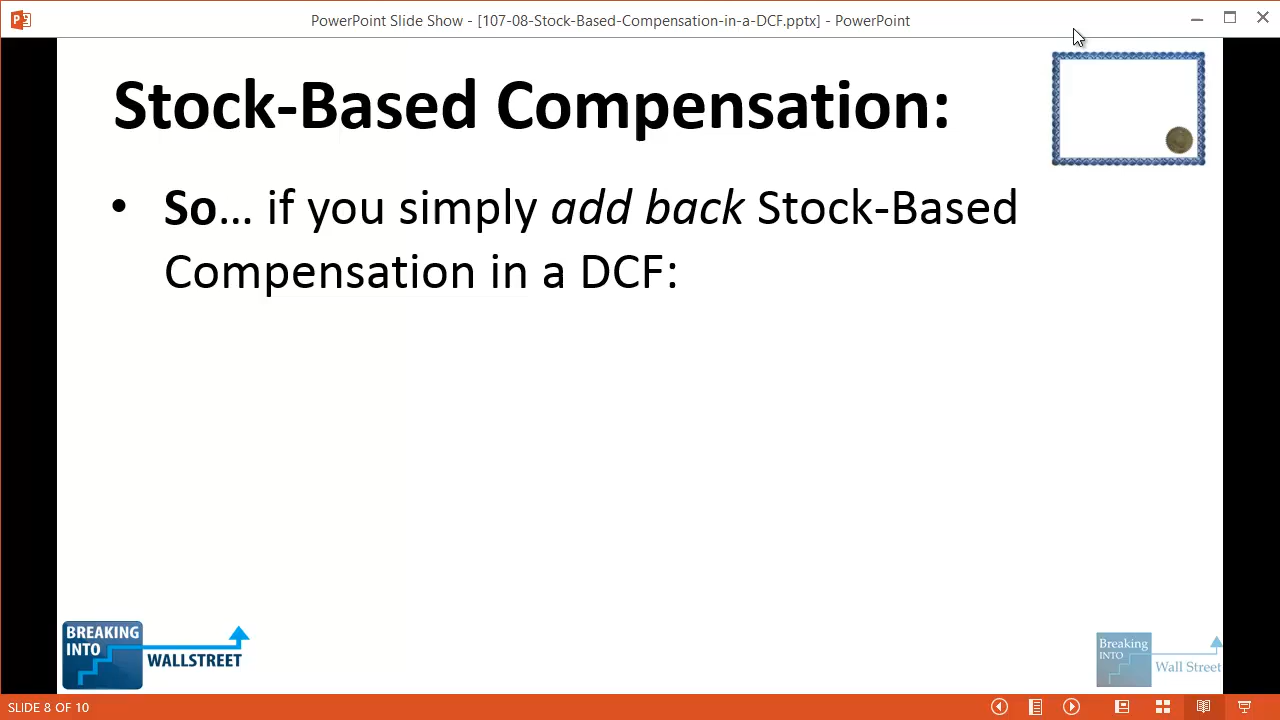 PowerPoint Slide Show - [107-08-Stock-Based-Compensation-in-a-DCF.pptx] - PowerPoint
Stock-Based Compensation:
• So… if you simply add back Stock-Based
Compensation in a DCF:
BREAKING
INTO
WALLSTREET
Breaking
INTO
Wall Street
SLIDE 8 OF 10